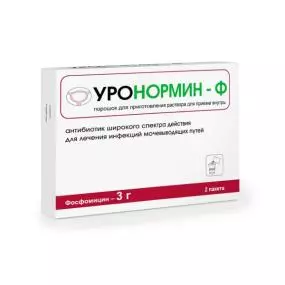 УРОНОРМИН - Ф
порошок для приготовления раствора для приема внутрь
антибиотик широкого спектра действия
для лечения инфекций мочевыводящих путей
Фосфомицин - 3 г
2 пакета